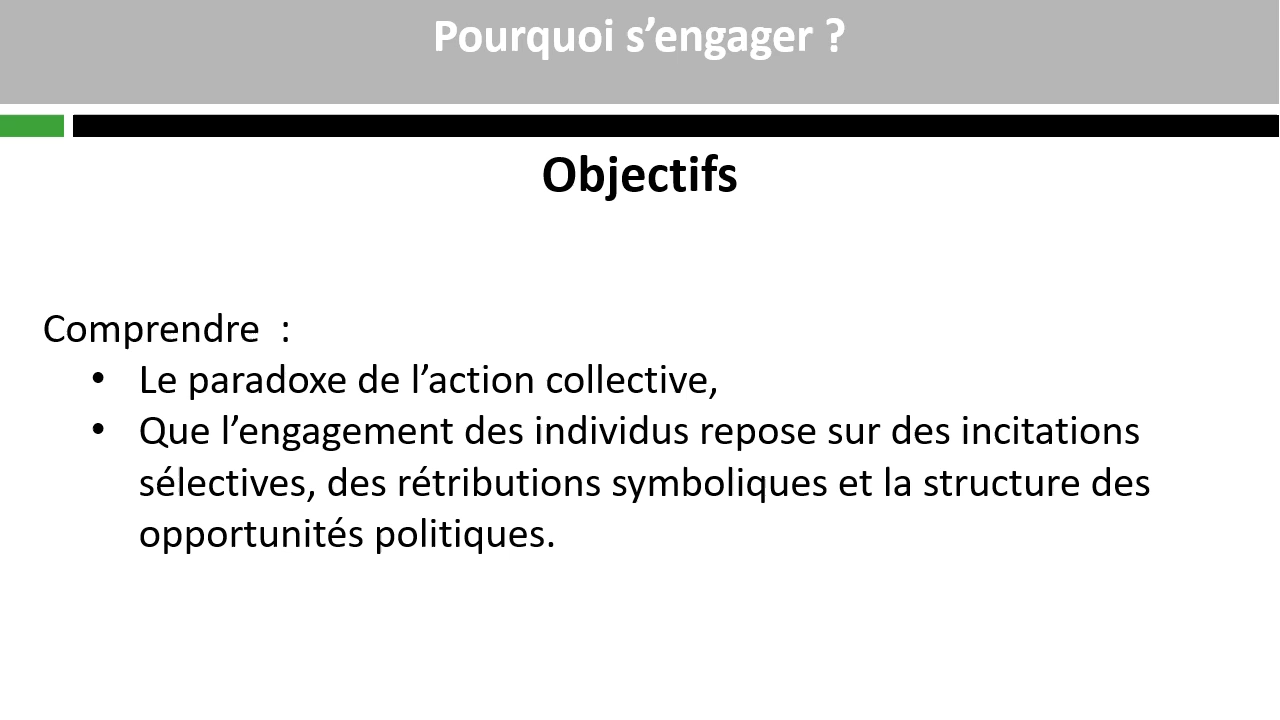 Pourquoi s’engager ?
Objectifs
Comprendre  :
• Le paradoxe de l’action collective,
• Que l’engagement des individus repose sur des incitations
sélectives, des rétributions symboliques et la structure des
opportunités politiques.